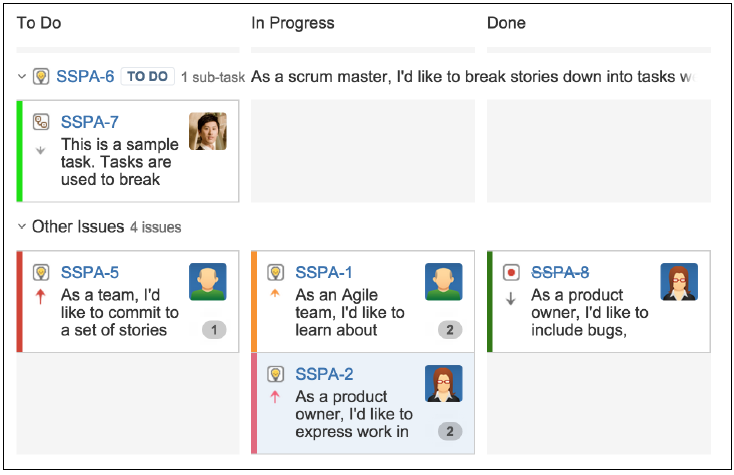 To Do
In Progress
Done
SSPA-6 TO DO 1 sub-task As a scrum master, I'd like to break stories down into tasks w
SSPA-7
This is a sample
task. Tasks are
used to break
Other Issues 4 issues
SSPA-5
As a team, I'd
like to commit to
a set of stories
1
SSPA-1
As an Agile
team, I'd like to
learn about
2
SSPA-8
As a product
owner, I'd like to
include bugs,
SSPA-2
As a product
owner, I'd like to
express work in
2